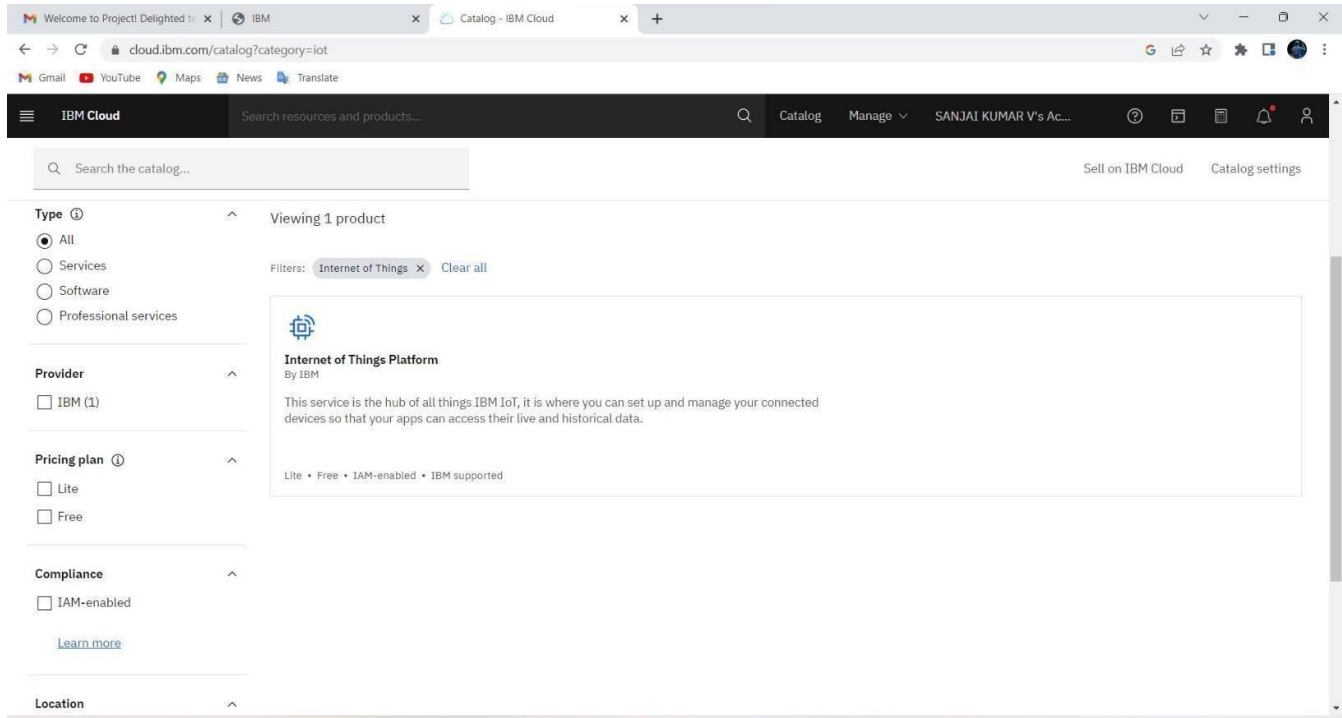 Welcome to Project! Delighted to
IBM
Catalog - IBM Cloud
cloud.ibm.com/catalog?category=iot
Gmail YouTube Maps News Translate
IBM Cloud
Search resources and products...
Catalog Manage SANJAI KUMAR V's Ac...
Search the catalog...
Sell on IBM Cloud Catalog settings
Type
All
Services
Software
Professional services
Provider
IBM (1)
Pricing plan
Lite
Free
Compliance
IAM-enabled
Learn more
Location
Viewing 1 product
Filters: Internet of Things Clear all
Internet of Things Platform
By IBM
This service is the hub of all things IBM IoT, it is where you can set up and manage your connected
devices so that your apps can access their live and historical data.
Lite • Free • IAM-enabled • IBM supported